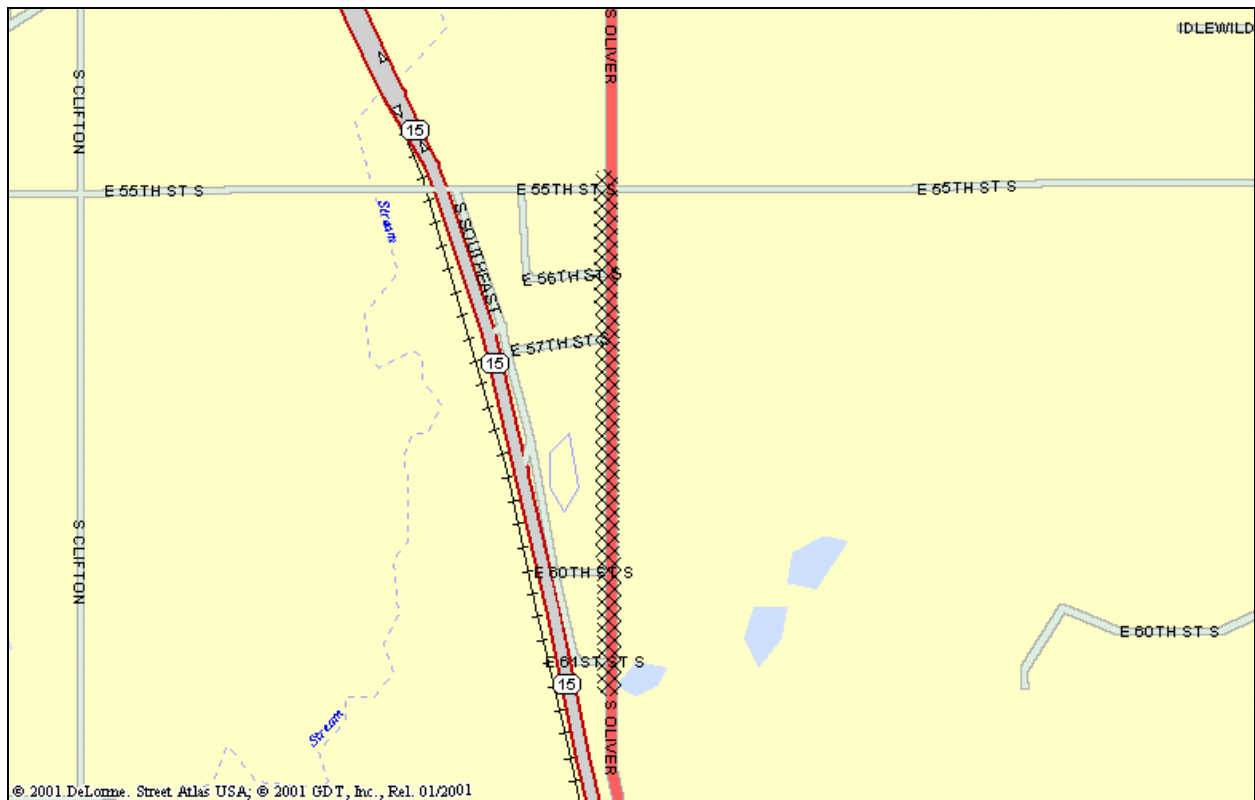 S OLIVER
IDLEWILD
S CLIFTON
15
E 55TH ST S
E 55TH ST S
E 55TH ST S
Stream
S SOUTHEAST
E 56TH ST S
E 57TH ST S
15
S CLIFTON
E 60TH ST S
E 60TH ST S
E 61ST ST S
15
S OLIVER
Stream
© 2001 DeLorme. Street Atlas USA; © 2001 GDT, Inc., Rel. 01/2001